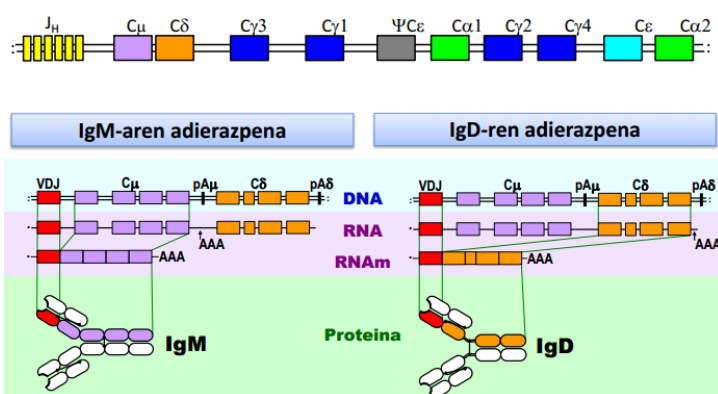 J_H Cμ Cδ Cγ3 Cγ1 ΨCε Cα1 Cγ2 Cγ4 Cε Cα2
IgM-aren adierazpena
IgD-ren adierazpena
VDJ Cμ pAμ Cδ pAδ
DNA
VDJ Cμ pAμ Cδ pAδ
RNA
AAA
AAA
RNAm
AAA
AAA
Proteina
IgM
IgD